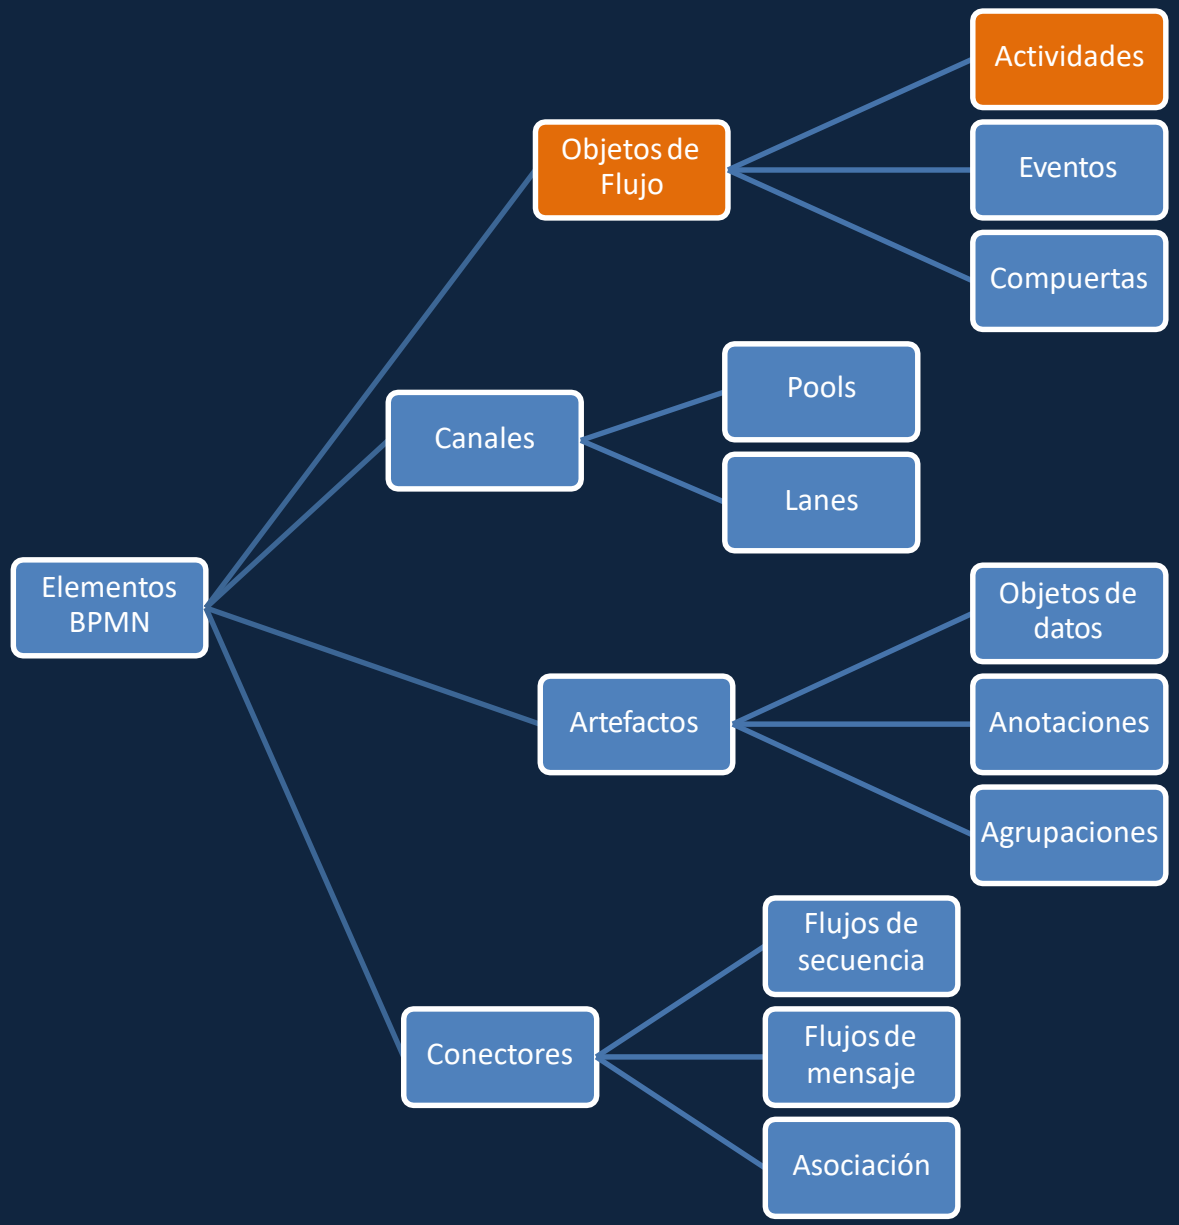 Actividades
Objetos de
Flujo
Eventos
Compuertas
Pools
Canales
Lanes
Elementos
BPMN
Objetos de
datos
Artefactos
Anotaciones
Agrupaciones
Flujos de
secuencia
Conectores
Flujos de
mensaje
Asociación